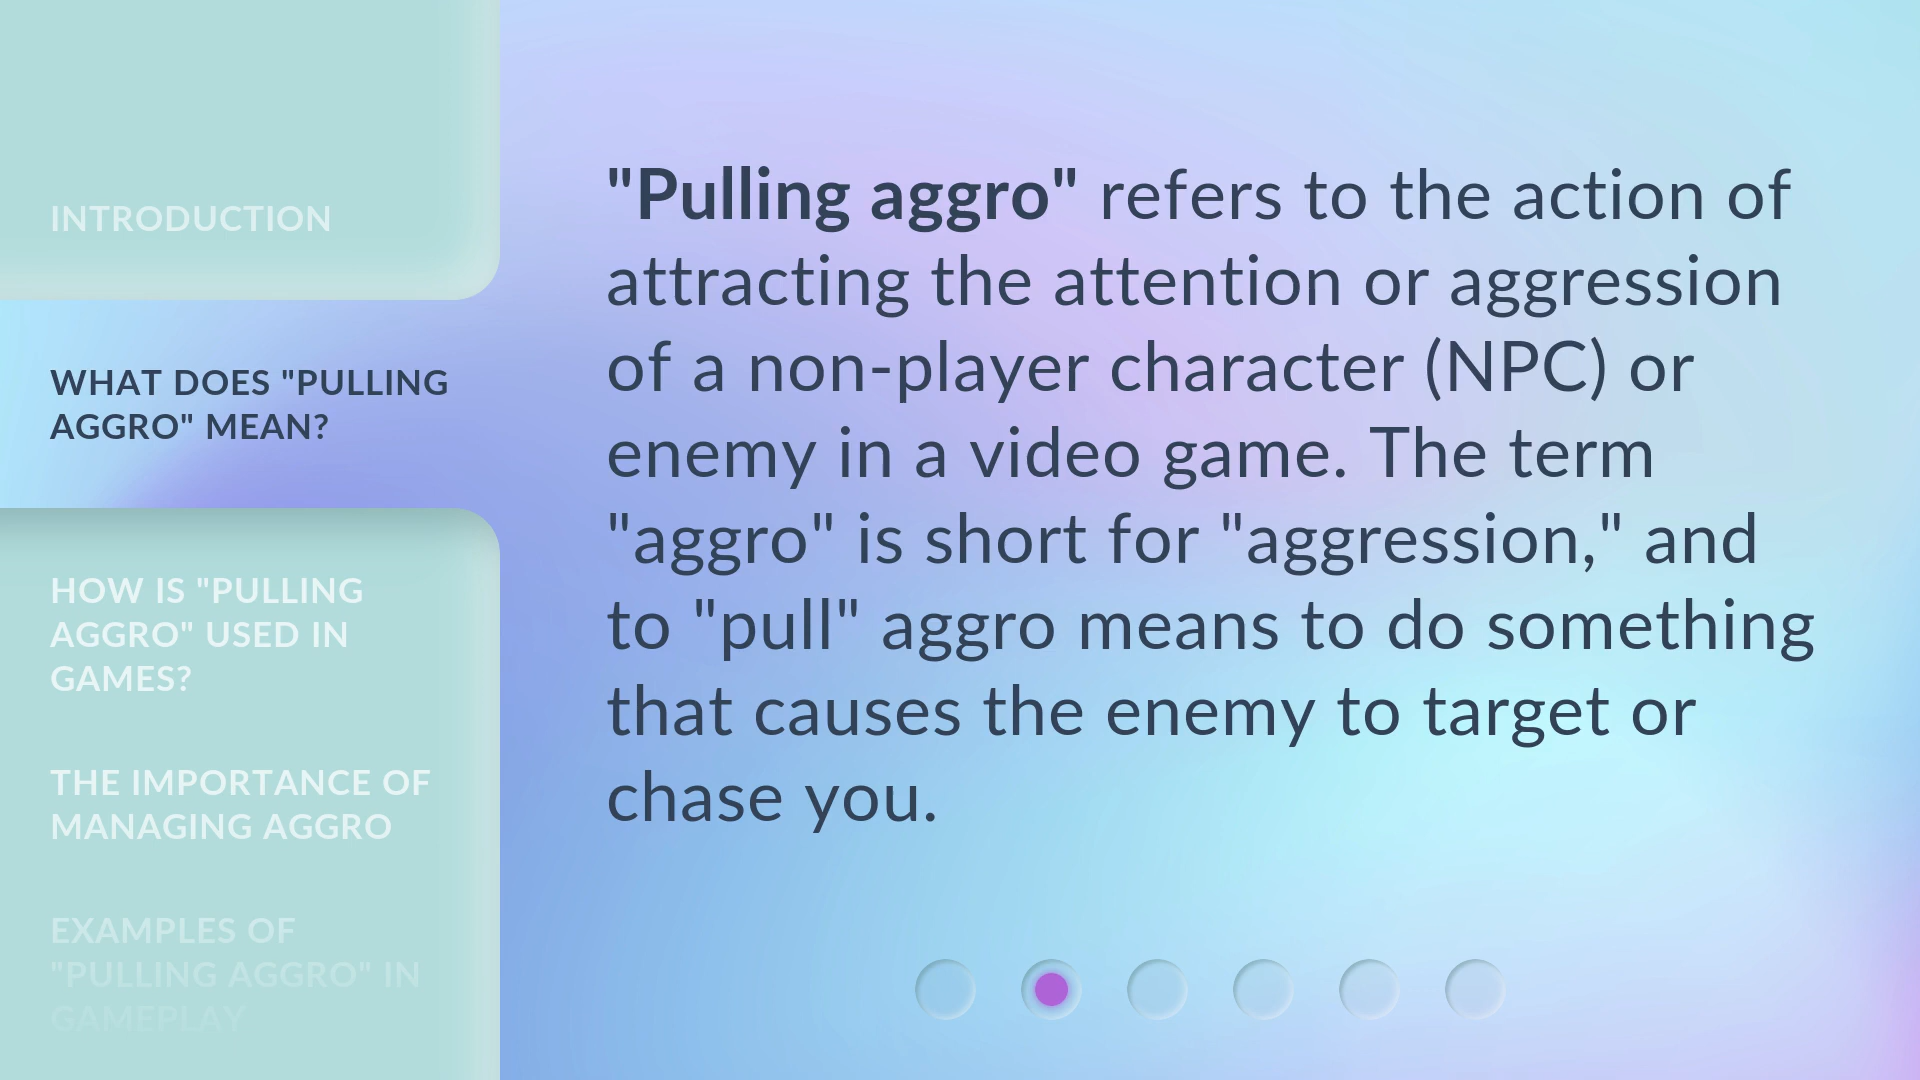 INTRODUCTION
WHAT DOES "PULLING
AGGRO" MEAN?
HOW IS "PULLING
AGGRO" USED IN
GAMES?
THE IMPORTANCE OF
MANAGING AGGRO
EXAMPLES OF
"PULLING AGGRO" IN
GAMEPLAY
"Pulling aggro" refers to the action of
attracting the attention or aggression
of a non-player character (NPC) or
enemy in a video game. The term
"aggro" is short for "aggression," and
to "pull" aggro means to do something
that causes the enemy to target or
chase you.